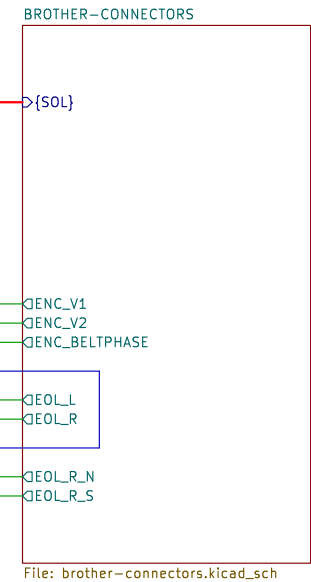 BROTHER-CONNECTORS
{SOL}
ENC_V1
ENC_V2
ENC_BELTPHASE
EOL_L
EOL_R
EOL_R_N
EOL_R_S
File: brother-connectors.kicad_sch